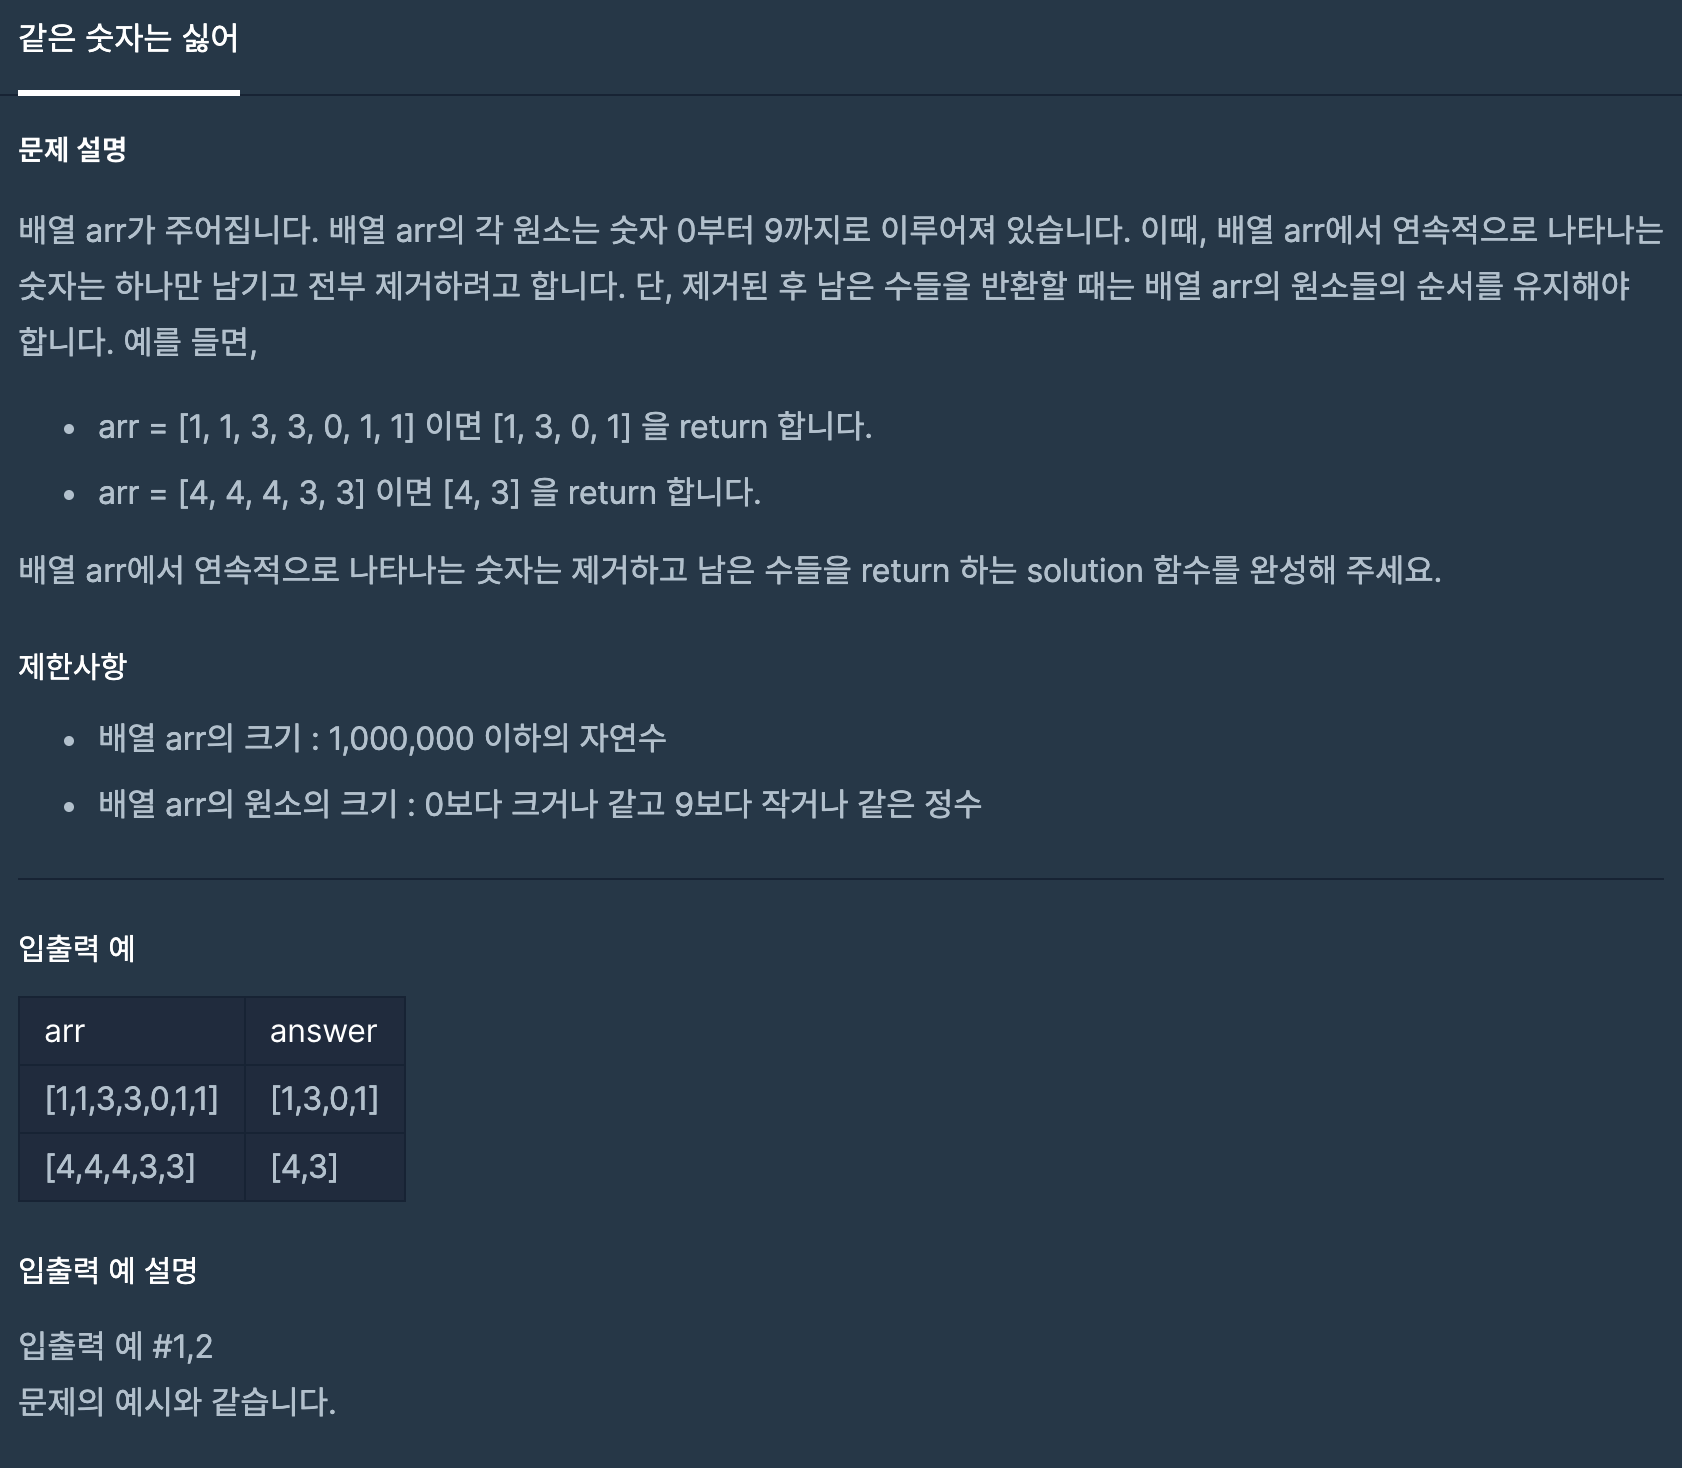 같은 숫자는 싫어
문제 설명
배열 arr가 주어집니다. 배열 arr의 각 원소는 숫자 0부터 9까지로 이루어져 있습니다. 이때, 배열 arr에서 연속적으로 나타나는
숫자는 하나만 남기고 전부 제거하려고 합니다. 단, 제거된 후 남은 수들을 반환할 때는 배열 arr의 원소들의 순서를 유지해야
합니다. 예를 들면,
• arr = [1, 1, 3, 3, 0, 1, 1] 이면 [1, 3, 0, 1] 을 return 합니다.
• arr = [4, 4, 4, 3, 3] 이면 [4, 3] 을 return 합니다.
배열 arr에서 연속적으로 나타나는 숫자는 제거하고 남은 수들을 return 하는 solution 함수를 완성해 주세요.
제한사항
• 배열 arr의 크기 : 1,000,000 이하의 자연수
• 배열 arr의 원소의 크기 : 0보다 크거나 같고 9보다 작거나 같은 정수
입출력 예
arr answer
[1,1,3,3,0,1,1] [1,3,0,1]
[4,4,4,3,3] [4,3]
입출력 예 설명
입출력 예 #1,2
문제의 예시와 같습니다.